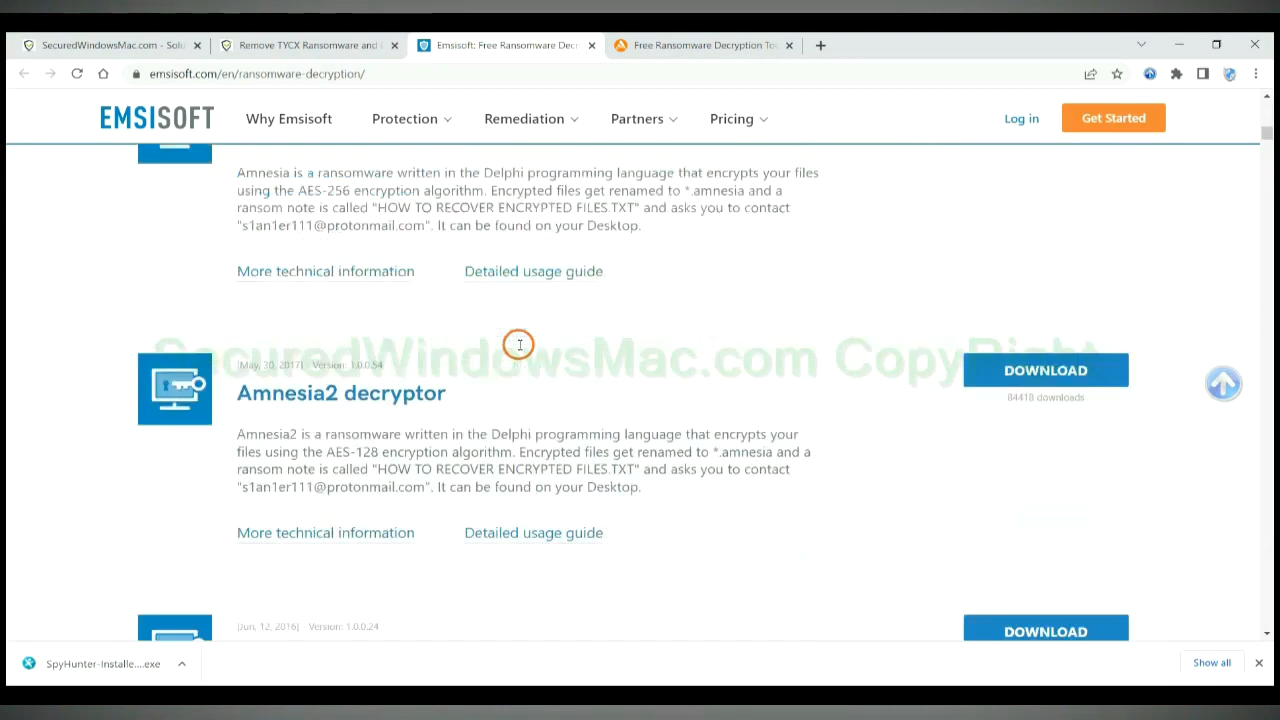 SecuredWindowsMac.com - Solu
Remove TYCX Ransomware and
Emsisoft: Free Ransomware Decr
Free Ransomware Decryption Too
emsisoft.com/en/ransomware-decryption/
EMSISOFT
Why Emsisoft
Protection
Remediation
Partners
Pricing
Log in
Get Started
Amnesia is a ransomware written in the Delphi programming language that encrypts your files
using the AES-256 encryption algorithm. Encrypted files get renamed to *.amnesia and a
ransom note is called "HOW TO RECOVER ENCRYPTED FILES.TXT" and asks you to contact
"s1an1er111@protonmail.com". It can be found on your Desktop.
More technical information
Detailed usage guide
SecuredWindowsMac.com CopyRight
[May, 30, 2017] - Version: 1.0.0.54
Amnesia2 decryptor
DOWNLOAD
84418 downloads
Amnesia2 is a ransomware written in the Delphi programming language that encrypts your
files using the AES-128 encryption algorithm. Encrypted files get renamed to *.amnesia and a
ransom note is called "HOW TO RECOVER ENCRYPTED FILES.TXT" and asks you to contact
"s1an1er111@protonmail.com". It can be found on your Desktop.
More technical information
Detailed usage guide
[Jun, 12, 2016] - Version: 1.0.0.24
DOWNLOAD
SpyHunter-Installe....exe
Show all